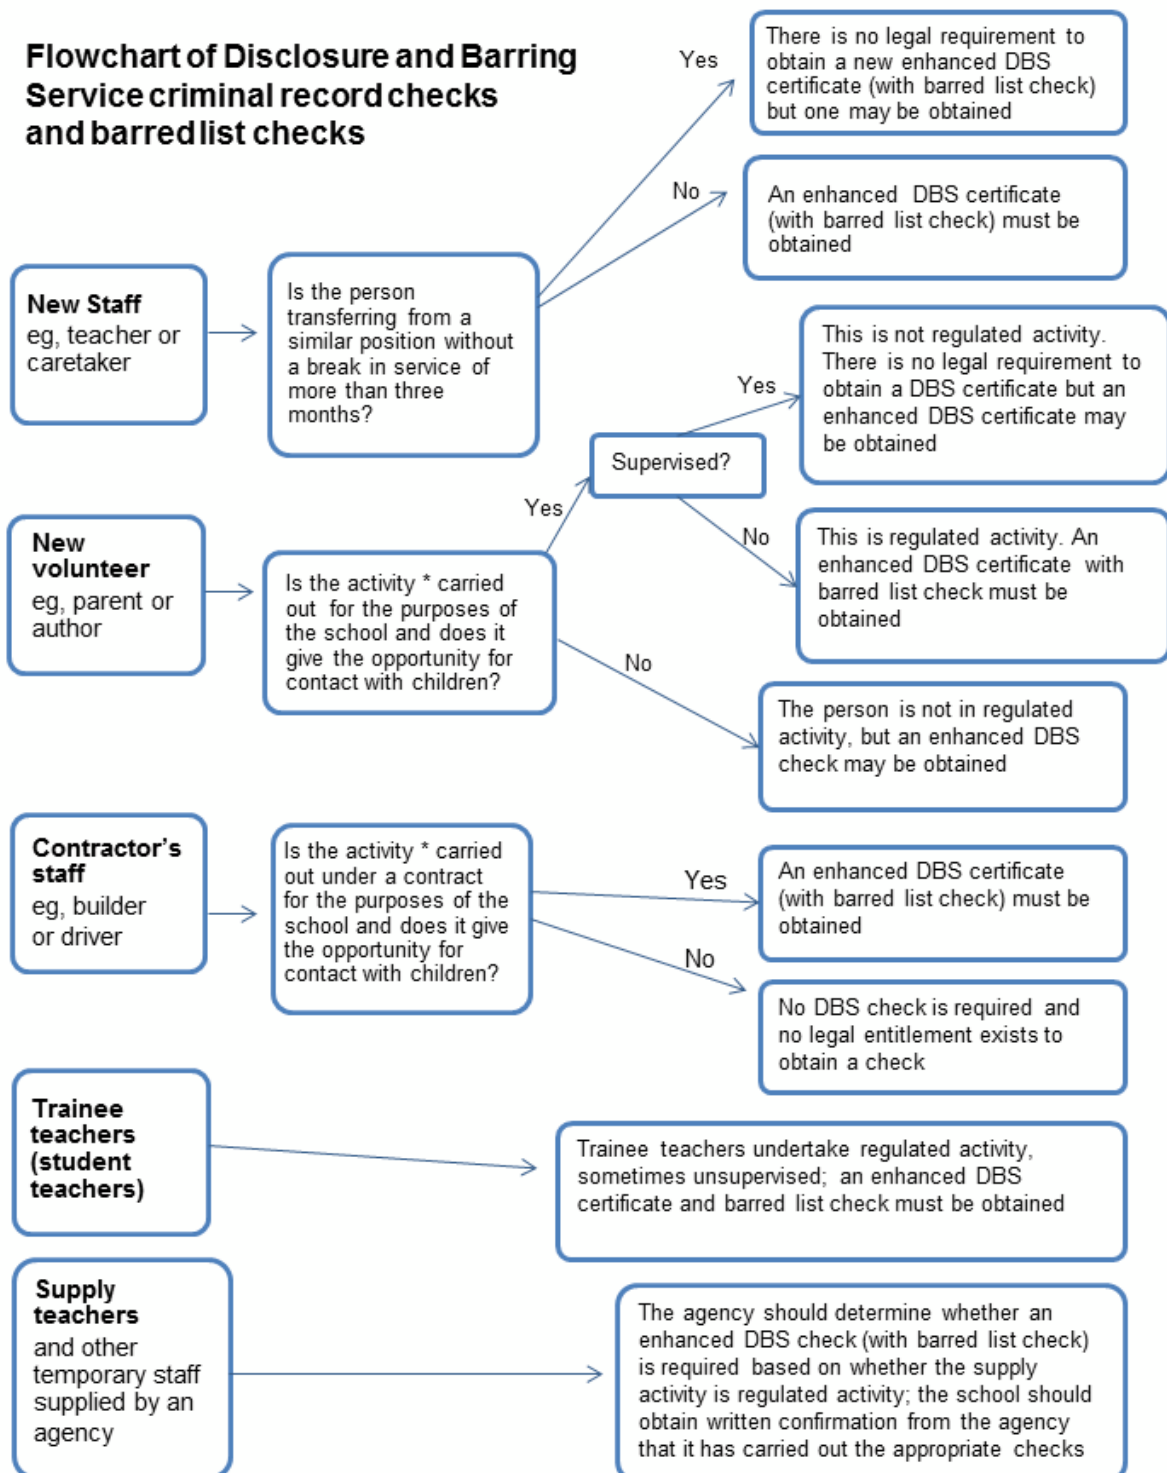 Flowchart of Disclosure and Barring
Service criminal record checks
and barred list checks
Yes
There is no legal requirement to
obtain a new enhanced DBS
certificate (with barred list check)
but one may be obtained
No
An enhanced DBS certificate
(with barred list check) must be
obtained
New Staff
eg, teacher or
caretaker
Is the person
transferring from a
similar position without
a break in service of
more than three
months?
This is not regulated activity.
There is no legal requirement to
obtain a DBS certificate but an
enhanced DBS certificate may
be obtained
Yes
Supervised?
Yes
No
This is regulated activity. An
enhanced DBS certificate with
barred list check must be
obtained
New
volunteer
eg, parent or
author
Is the activity * carried
out for the purposes of
the school and does it
give the opportunity for
contact with children?
No
The person is not in regulated
activity, but an enhanced DBS
check may be obtained
Contractor's
staff
eg, builder
or driver
Is the activity * carried
out under a contract
for the purposes of the
school and does it give
the opportunity for
contact with children?
Yes
An enhanced DBS certificate
(with barred list check) must be
obtained
No
No DBS check is required and
no legal entitlement exists to
obtain a check
Trainee
teachers
(student
teachers)
Trainee teachers undertake regulated activity,
sometimes unsupervised; an enhanced DBS
certificate and barred list check must be obtained
Supply
teachers
and other
temporary staff
supplied by an
agency
The agency should determine whether an
enhanced DBS check (with barred list check)
is required based on whether the supply
activity is regulated activity; the school should
obtain written confirmation from the agency
that it has carried out the appropriate checks